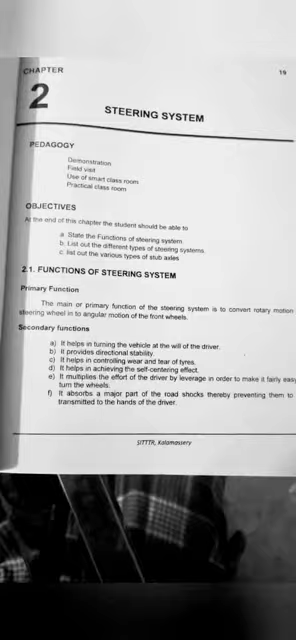 CHAPTER
19
2
STEERING SYSTEM
PEDAGOGY
Demonstration
Field visit
Use of smart class room
Practical class room
OBJECTIVES
At the end of this chapter the student should be able to
a. State the Functions of steering system.
b. List out the different types of steering systems
c. list out the various types of stub axles
2.1. FUNCTIONS OF STEERING SYSTEM
Primary Function
The main or primary function of the steering system is to convert rotary motion
steering wheel in to angular motion of the front wheels.
Secondary functions
a) It helps in turning the vehicle at the will of the driver.
b) It provides directional stability.
c) It helps in controlling wear and tear of tyres.
d) It helps in achieving the self-centering effect.
e) It multiplies the effort of the driver by leverage in order to make it fairly easy
turn the wheels.
f) It absorbs a major part of the road shocks thereby preventing them to
transmitted to the hands of the driver.
SITTTR, Kalamassery